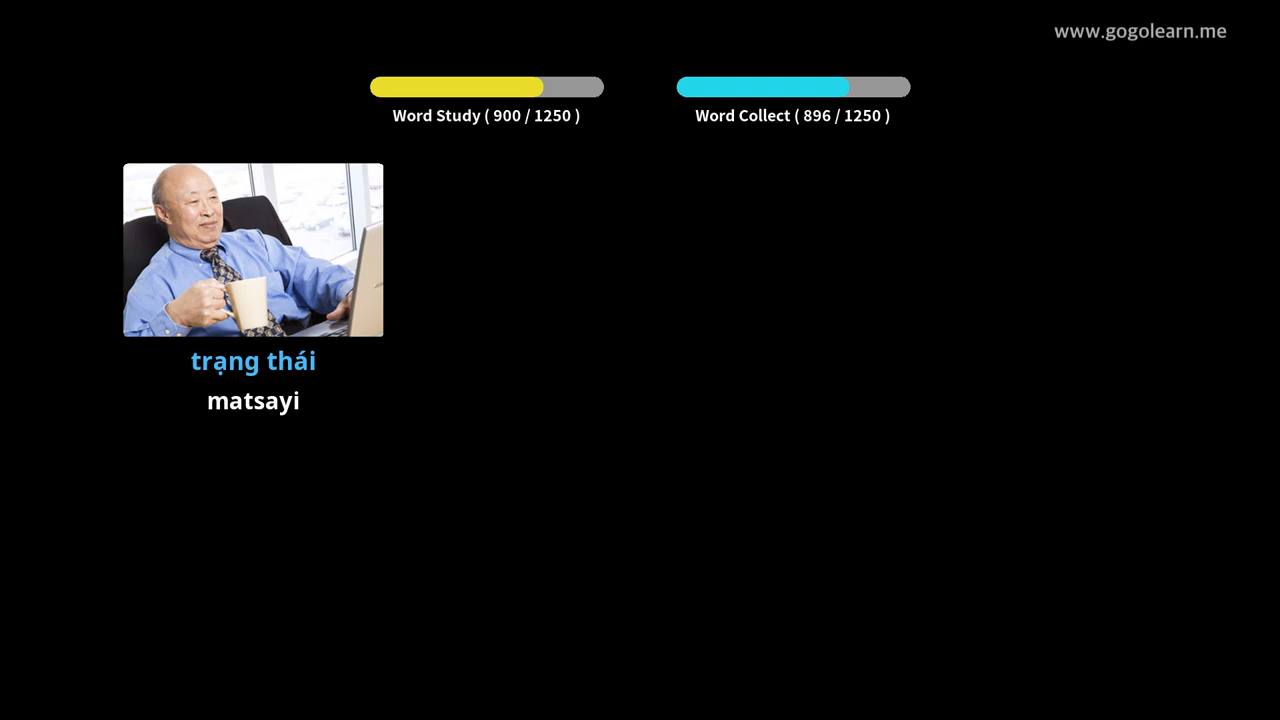 www.gogolearn.me
Word Study ( 900 / 1250 )
Word Collect ( 896 / 1250 )
trạng thái
matsayi